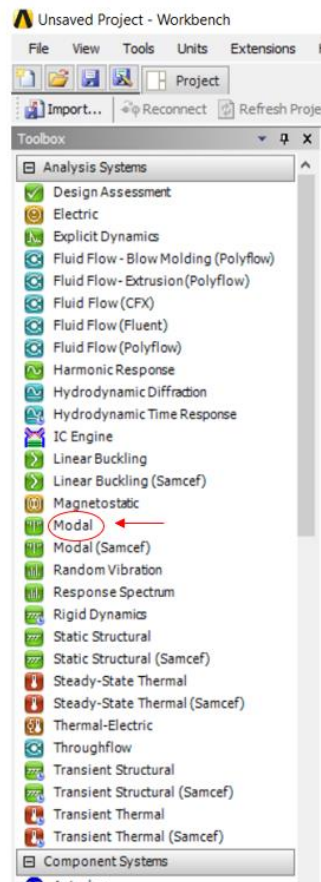 Unsaved Project - Workbench
File View Tools Units Extensions
Project
Import... Reconnect Refresh Proje
Toolbox
Analysis Systems
Design Assessment
Electric
Explicit Dynamics
Fluid Flow - Blow Molding (Polyflow)
Fluid Flow - Extrusion (Polyflow)
Fluid Flow (CFX)
Fluid Flow (Fluent)
Fluid Flow (Polyflow)
Harmonic Response
Hydrodynamic Diffraction
Hydrodynamic Time Response
IC Engine
Linear Buckling
Linear Buckling (Samcef)
Magnetostatic
Modal
Modal (Samcef)
Random Vibration
Response Spectrum
Rigid Dynamics
Static Structural
Static Structural (Samcef)
Steady-State Thermal
Steady-State Thermal (Samcef)
Thermal-Electric
Throughflow
Transient Structural
Transient Structural (Samcef)
Transient Thermal
Transient Thermal (Samcef)
Component Systems